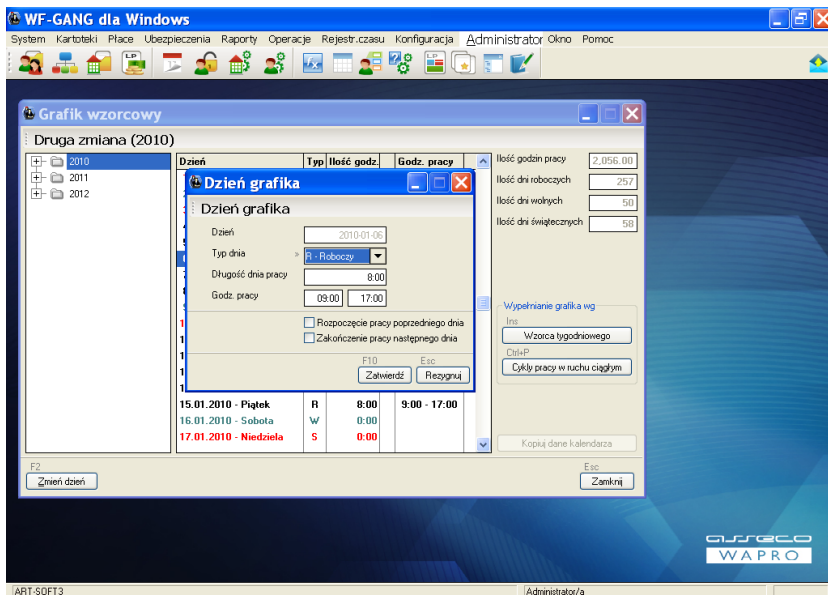 WF-GANG dla Windows
System Kartoteki Płace Ubezpieczenia Raporty Operacje Rejestr.czasu Konfiguracja Administrator Okno Pomoc
Grafik wzorcowy
Druga zmiana (2010)
2010
2011
2012
Dzień Typ Ilość godz. Godz. pracy
Ilość godzin pracy 2,056.00
Ilość dni roboczych 257
Ilość dni wolnych 50
Ilość dni świątecznych 58
Dzień grafika
Dzień grafika
Dzień 2010-01-06
Typ dnia » R - Roboczy
Długość dnia pracy 8:00
Godz. pracy 09:00 17:00
Rozpoczęcie pracy poprzedniego dnia
Zakończenie pracy następnego dnia
F10 Esc
Zatwierdź Rezygnuj
Wypełnianie grafika wg
Ins
Wzorca tygodniowego
Ctrl+P
Cykly pracy w ruchu ciągłym
15.01.2010 - Piątek R 8:00 9:00 - 17:00
16.01.2010 - Sobota W 0:00
17.01.2010 - Niedziela S 0:00
Kopiuj dane kalendarza
F2 Esc
Zmień dzień Zamknij
asseco
WAPRO
ART-SOFT3 Administrator/a